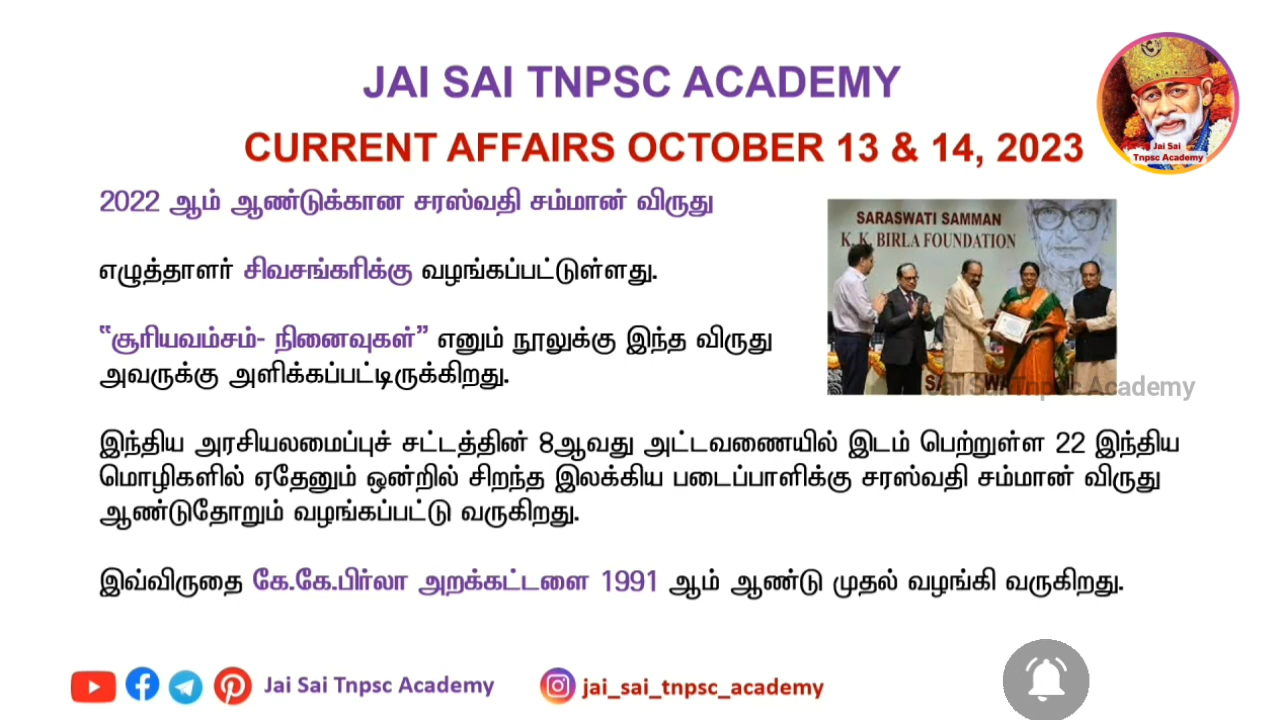 JAI SAI TNPSC ACADEMY
CURRENT AFFAIRS OCTOBER 13 & 14, 2023
Jai Sai
Tnpsc Academy
2022 ஆம் ஆண்டுக்கான சரஸ்வதி சம்மான் விருது
SARASWATI SAMMAN
K. K. BIRLA FOUNDATION
எழுத்தாளர் சிவசங்கரிக்கு வழங்கப்பட்டுள்ளது.
“சூரியவம்சம்- நினைவுகள்” எனும் நூலுக்கு இந்த விருது
அவருக்கு அளிக்கப்பட்டிருக்கிறது.
Jai Sai Tnpsc Academy
இந்திய அரசியலமைப்புச் சட்டத்தின் 8ஆவது அட்டவணையில் இடம் பெற்றுள்ள 22 இந்திய
மொழிகளில் ஏதேனும் ஒன்றில் சிறந்த இலக்கிய படைப்பாளிக்கு சரஸ்வதி சம்மான் விருது
ஆண்டுதோறும் வழங்கப்பட்டு வருகிறது.
இவ்விருதை கே.கே.பிர்லா அறக்கட்டளை 1991 ஆம் ஆண்டு முதல் வழங்கி வருகிறது.
Jai Sai Tnpsc Academy
jai_sai_tnpsc_academy